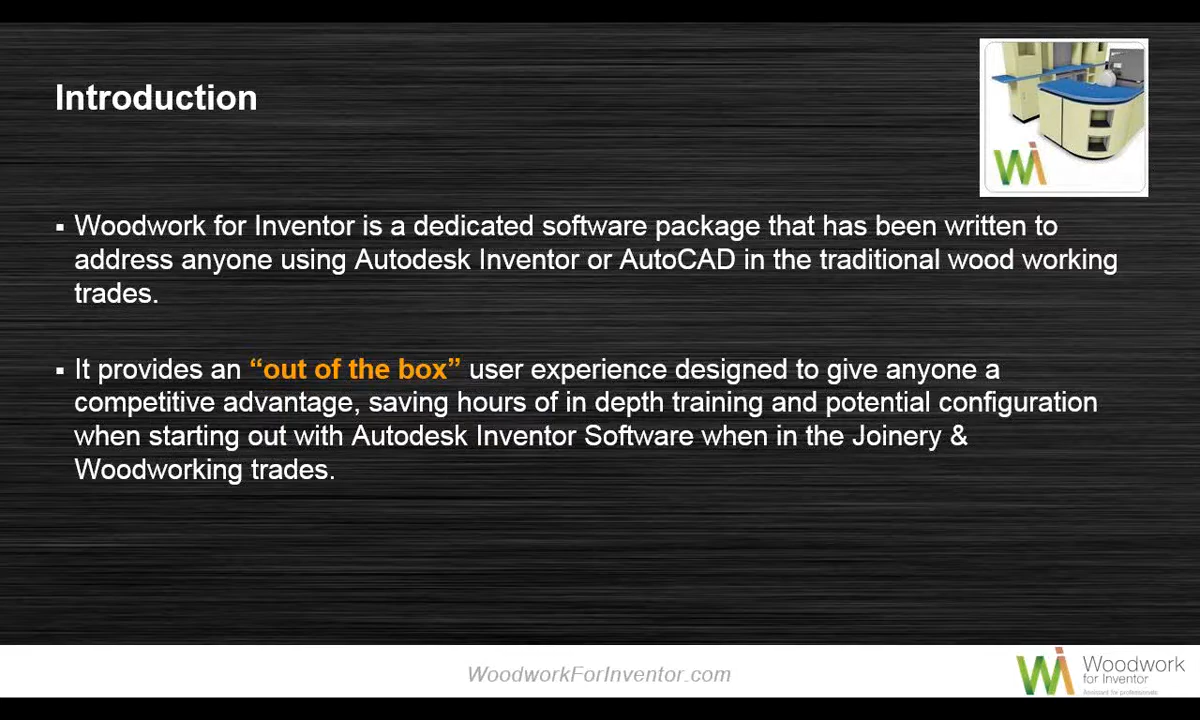 Introduction
▪ Woodwork for Inventor is a dedicated software package that has been written to
address anyone using Autodesk Inventor or AutoCAD in the traditional wood working
trades.
▪ It provides an “out of the box” user experience designed to give anyone a
competitive advantage, saving hours of in depth training and potential configuration
when starting out with Autodesk Inventor Software when in the Joinery &
Woodworking trades.
WoodworkForInventor.com
Woodwork
for Inventor
Assistant for professionals